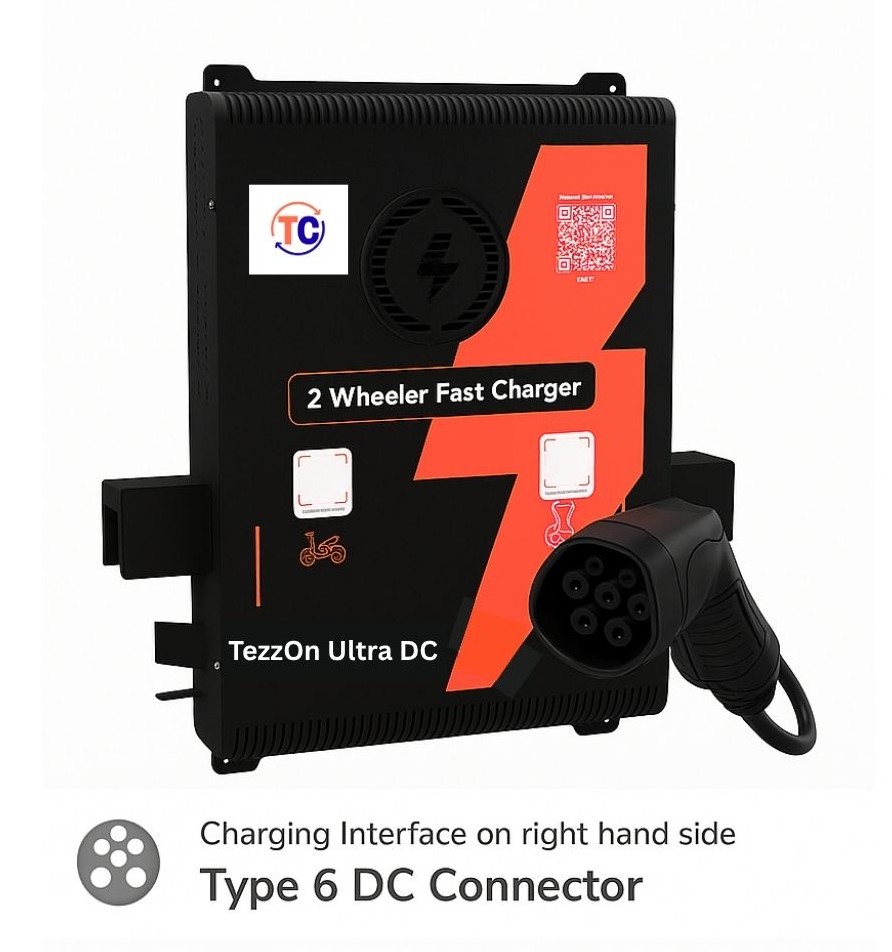 TC
2 Wheeler Fast Charger
TezzOn Ultra DC
Charging Interface on right hand side
Type 6 DC Connector